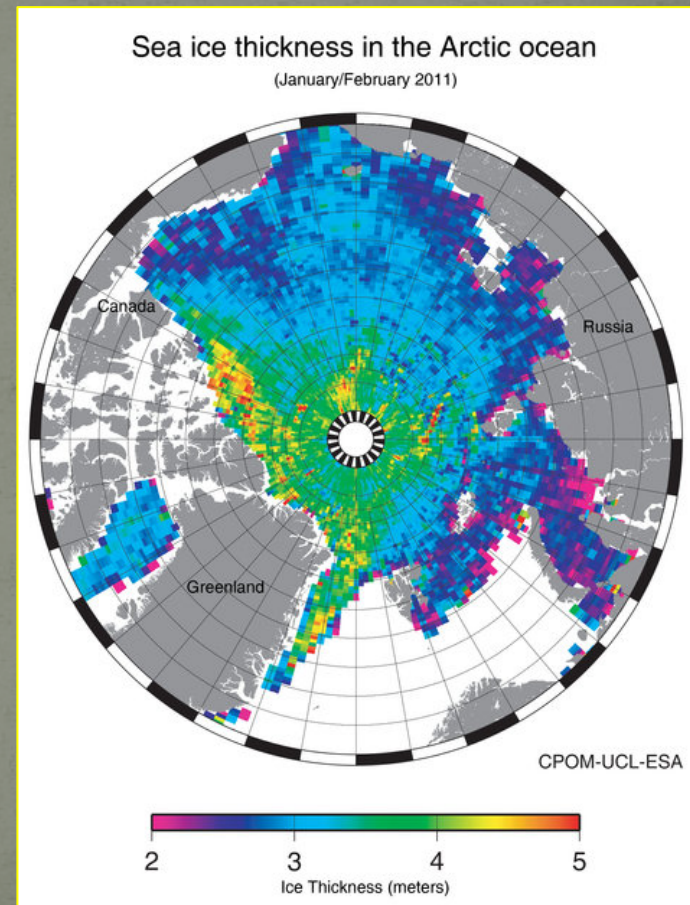 Sea ice thickness in the Arctic ocean
(January/February 2011)
Canada
Russia
Greenland
CPOM-UCL-ESA
2 3 4 5
Ice Thickness (meters)